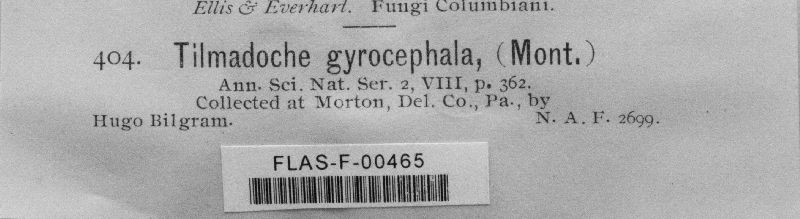 Ellis & Everhart. Fungi Columbiani.
404. Tilmadoche gyrocephala, (Mont.)
Ann. Sci. Nat. Ser. 2, VIII, p. 362.
Collected at Morton, Del. Co., Pa., by
Hugo Bilgram. N. A. F. 2699.
FLAS-F-00465